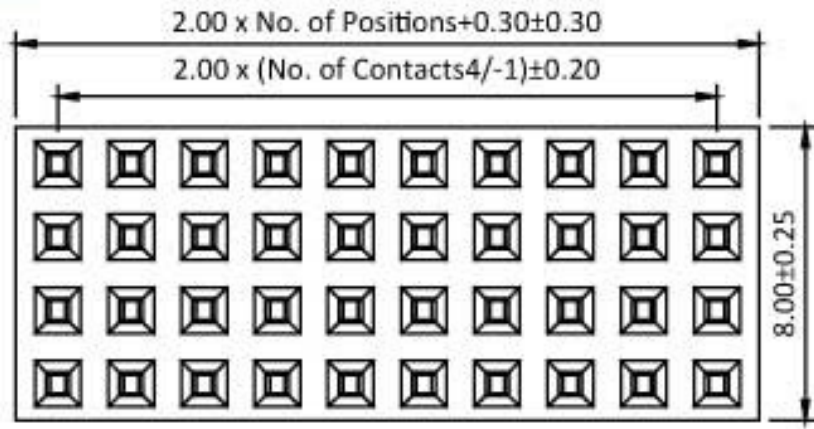 2.00 x No. of Positions+0.30±0.30
2.00 x (No. of Contacts4/-1)±0.20
8.00±0.25